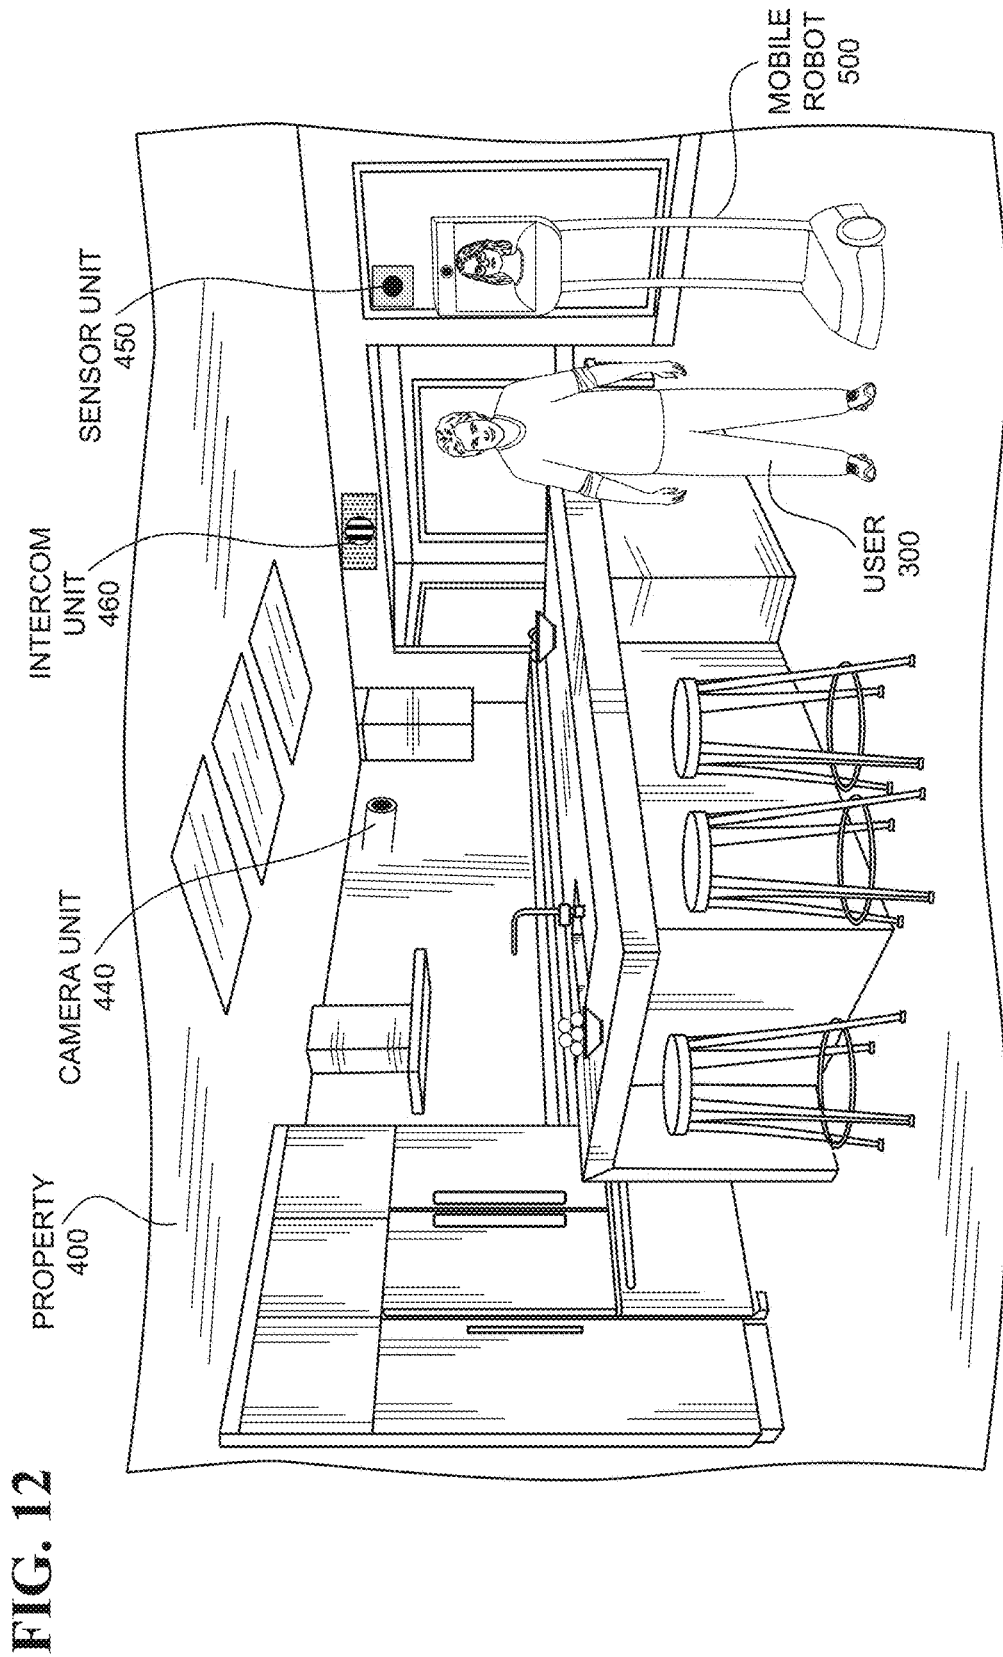 FIG. 12
PROPERTY
400
CAMERA UNIT
440
INTERCOM
UNIT
460
SENSOR UNIT
450
MOBILE
ROBOT
500
USER
300